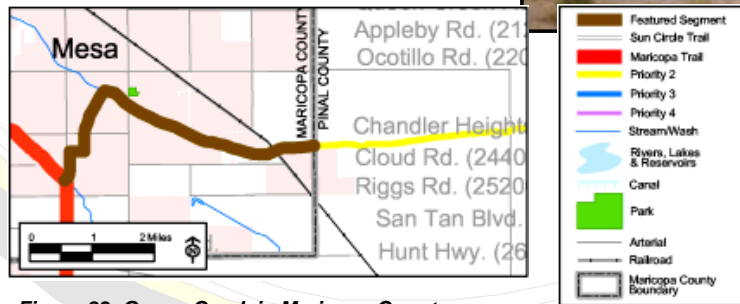 Mesa
MARICOPA COUNTY
PINAL COUNTY
Appleby Rd. (212
Ocotillo Rd. (220
Chandler Height
Cloud Rd. (2440
Riggs Rd. (2520
San Tan Blvd.
Hunt Hwy. (26
0 1 2 Miles
Featured Segment
Sun Circle Trail
Maricopa Trail
Priority 2
Priority 3
Priority 4
Stream/Wash
Rivers, Lakes
& Reservoirs
Canal
Park
Arterial
Railroad
Maricopa County
Boundary